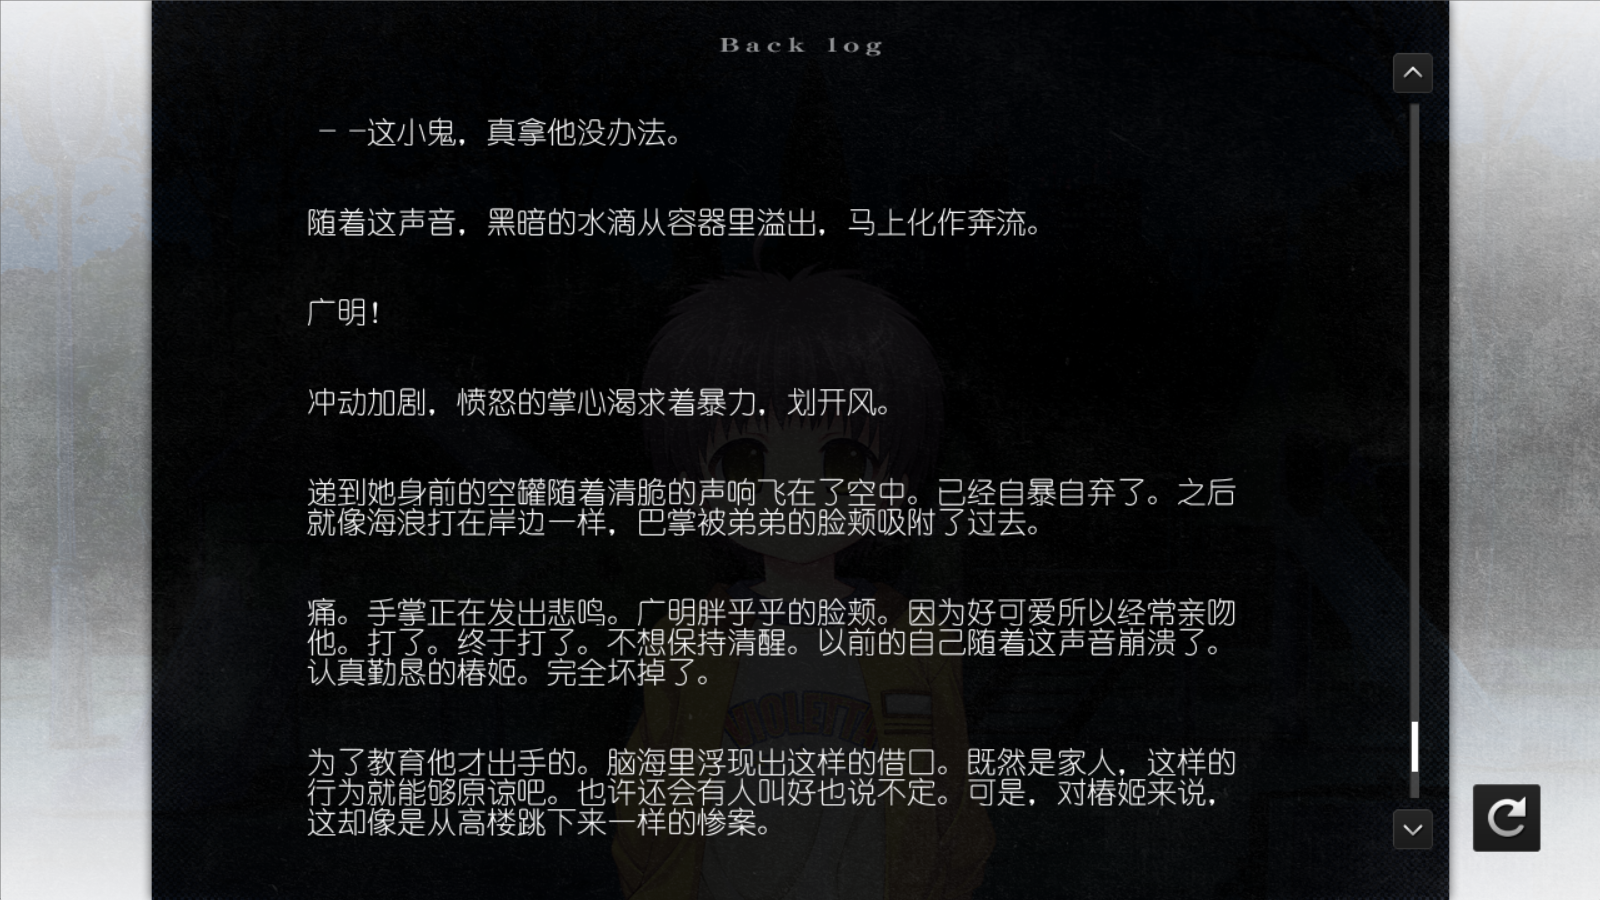 Back log
－－这小鬼，真拿他没办法。
随着这声音，黑暗的水滴从容器里溢出，马上化作奔流。
广明！
冲动加剧，愤怒的掌心渴求着暴力，划开风。
递到她身前的空罐随着清脆的声响飞在了空中。已经自暴自弃了。之后
就像海浪打在岸边一样，巴掌被弟弟的脸颊吸附了过去。
痛。手掌正在发出悲鸣。广明胖乎乎的脸颊。因为好可爱所以经常亲吻
他。打了。终于打了。不想保持清醒。以前的自己随着这声音崩溃了。
认真勤恳的椿姬。完全坏掉了。
为了教育他才出手的。脑海里浮现出这样的借口。既然是家人，这样的
行为就能够原谅吧。也许还会有人叫好也说不定。可是，对椿姬来说，
这却像是从高楼跳下来一样的惨案。